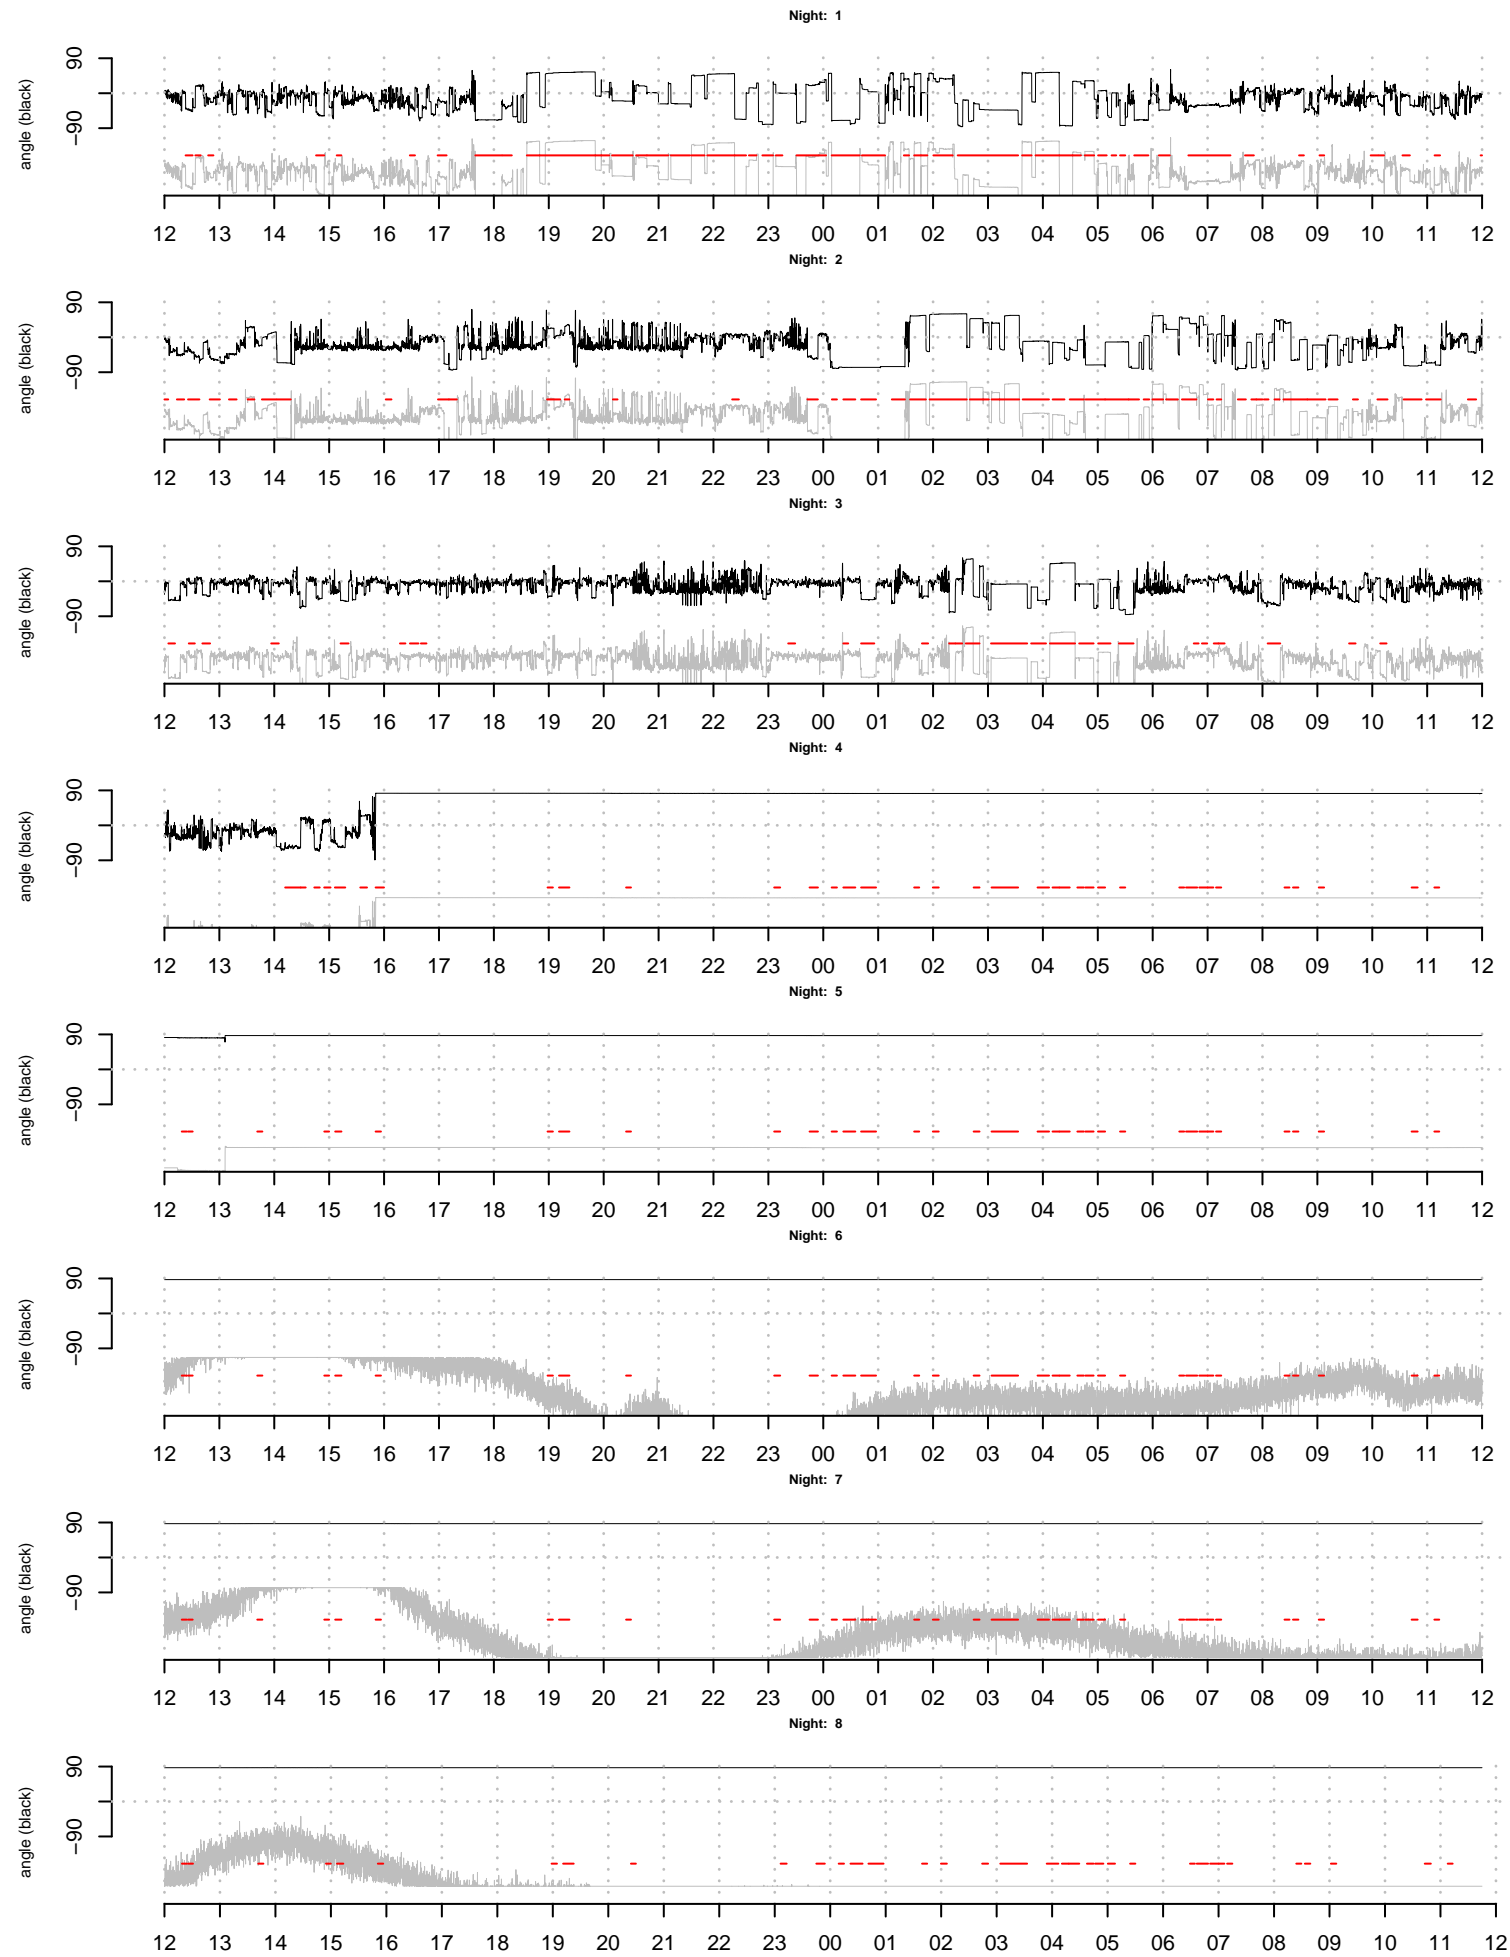 Night: 1
90
-90
angle (black)
12 13 14 15 16 17 18 19 20 21 22 23 00 01 02 03 04 05 06 07 08 09 10 11 12
Night: 2
90
-90
angle (black)
12 13 14 15 16 17 18 19 20 21 22 23 00 01 02 03 04 05 06 07 08 09 10 11 12
Night: 3
90
-90
angle (black)
12 13 14 15 16 17 18 19 20 21 22 23 00 01 02 03 04 05 06 07 08 09 10 11 12
Night: 4
90
-90
angle (black)
12 13 14 15 16 17 18 19 20 21 22 23 00 01 02 03 04 05 06 07 08 09 10 11 12
Night: 5
90
-90
angle (black)
12 13 14 15 16 17 18 19 20 21 22 23 00 01 02 03 04 05 06 07 08 09 10 11 12
Night: 6
90
-90
angle (black)
12 13 14 15 16 17 18 19 20 21 22 23 00 01 02 03 04 05 06 07 08 09 10 11 12
Night: 7
90
-90
angle (black)
12 13 14 15 16 17 18 19 20 21 22 23 00 01 02 03 04 05 06 07 08 09 10 11 12
Night: 8
90
-90
angle (black)
12 13 14 15 16 17 18 19 20 21 22 23 00 01 02 03 04 05 06 07 08 09 10 11 12